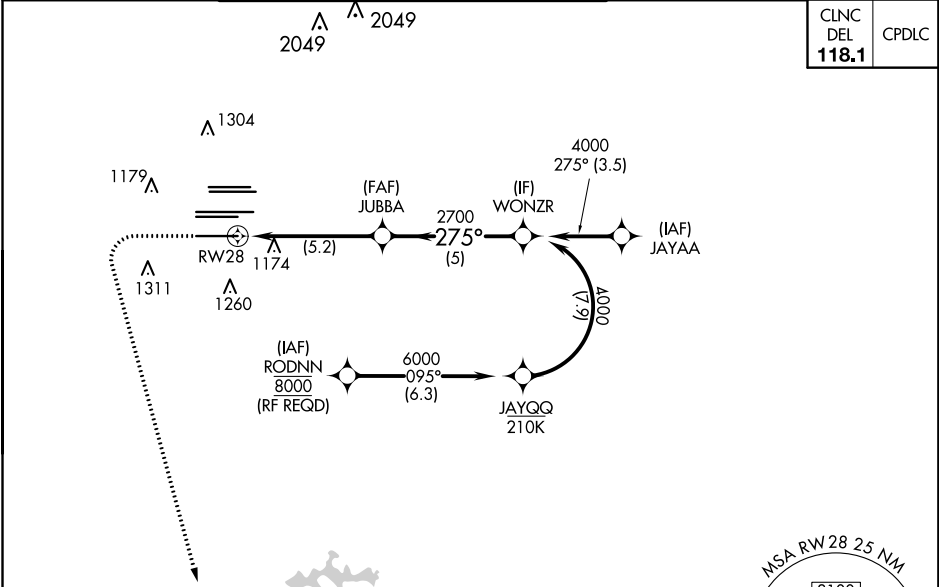 2049
2049
CLNC
DEL
118.1
CPDLC
1304
1179
4000
275° (3.5)
(FAF)
JUBBA
(IF)
WONZR
2700
275°
(5)
(IAF)
JAYAA
(5.2)
RW28
1174
1311
1260
4000
(7.9)
(IAF)
RODNN
8000
(RF REQD)
6000
095°
(6.3)
JAYQQ
210K
MSA RW 28 25 NM